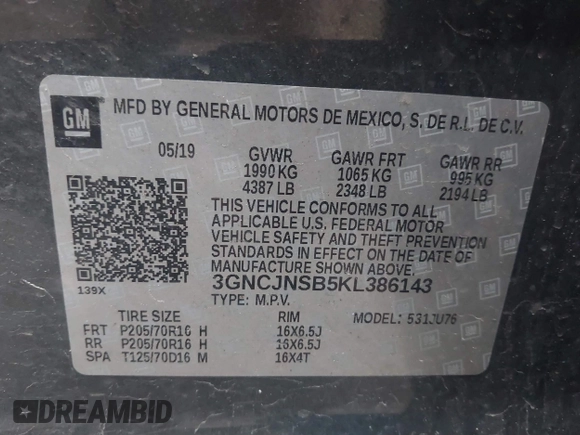 GM
MFD BY GENERAL MOTORS DE MEXICO, S. DE R.L. DE C.V.
05/19 GVWR GAWR FRT GAWR RR
1990 KG 1065 KG 995 KG
4387 LB 2348 LB 2194 LB
THIS VEHICLE CONFORMS TO ALL
APPLICABLE U.S. FEDERAL MOTOR
VEHICLE SAFETY AND THEFT PREVENTION
STANDARDS IN EFFECT ON THE DATE OF
MANUFACTURE SHOWN ABOVE.
139X
3GNCJNSB5KL386143
TYPE: M.P.V.
TIRE SIZE RIM MODEL: 531JU76
FRT P205/70R16 H 16X6.5J
RR P205/70R16 H 16X6.5J
SPA T125/70D16 M 16X4T
DREAMBID